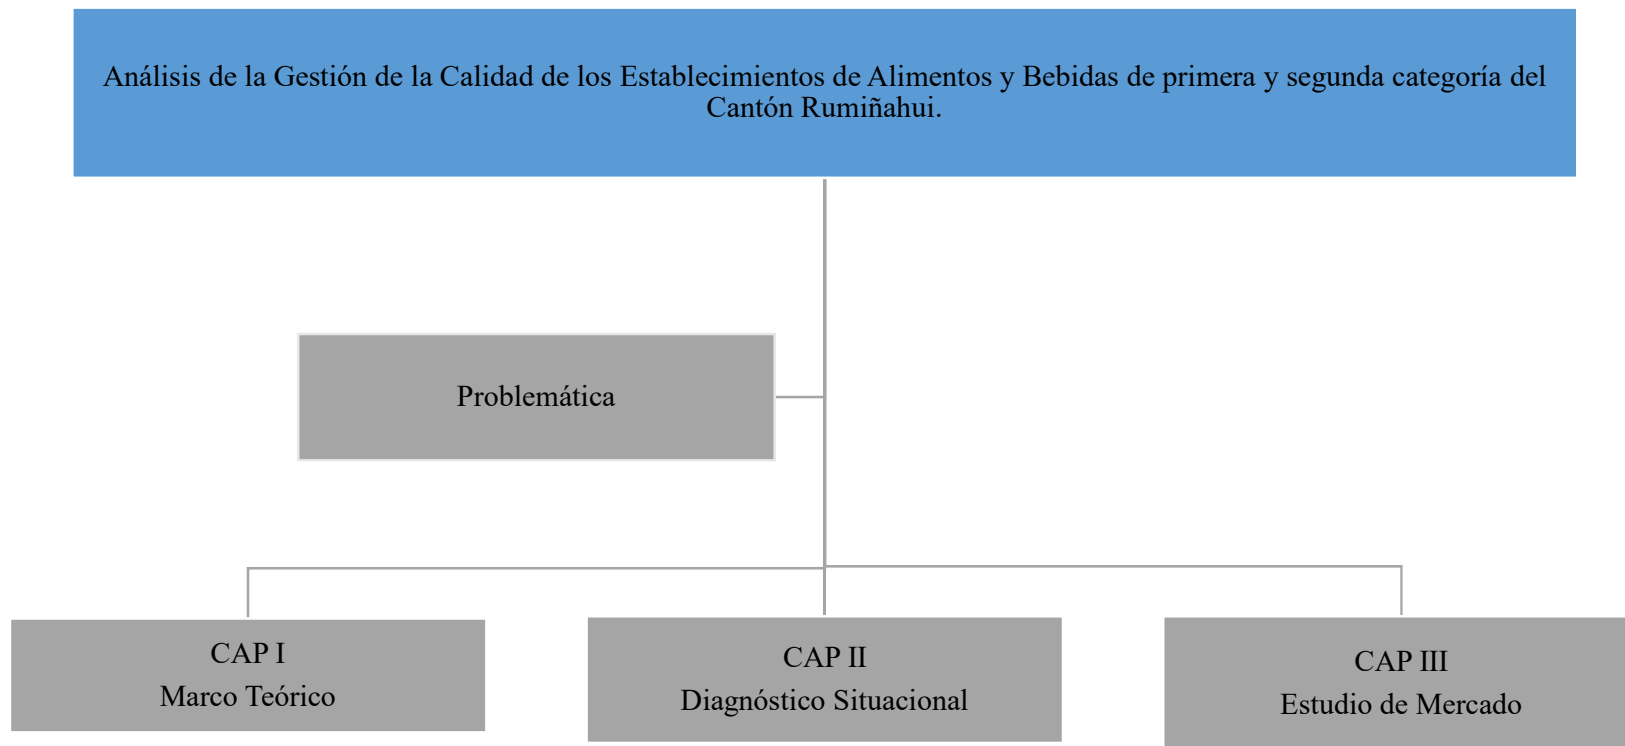 Análisis de la Gestión de la Calidad de los Establecimientos de Alimentos y Bebidas de primera y segunda categoría del
Cantón Rumiñahui.
Problemática
CAP I
Marco Teórico
CAP II
Diagnóstico Situacional
CAP III
Estudio de Mercado